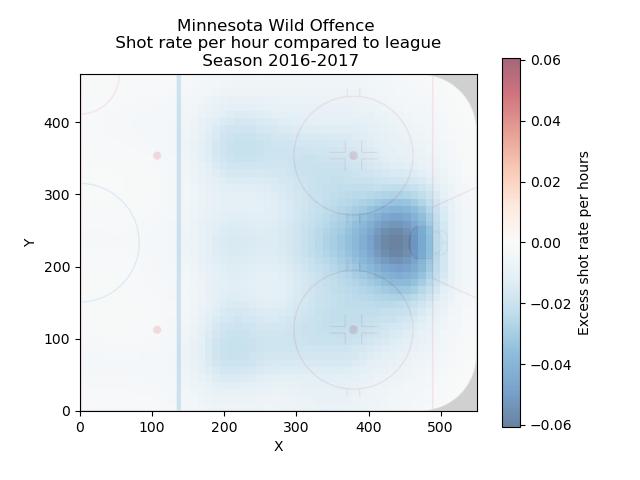 Minnesota Wild Offence
Shot rate per hour compared to league
Season 2016-2017
400
300
200
100
0
Y
0 100 200 300 400 500
X
0.06
0.04
0.02
0.00
−0.02
−0.04
−0.06
Excess shot rate per hours